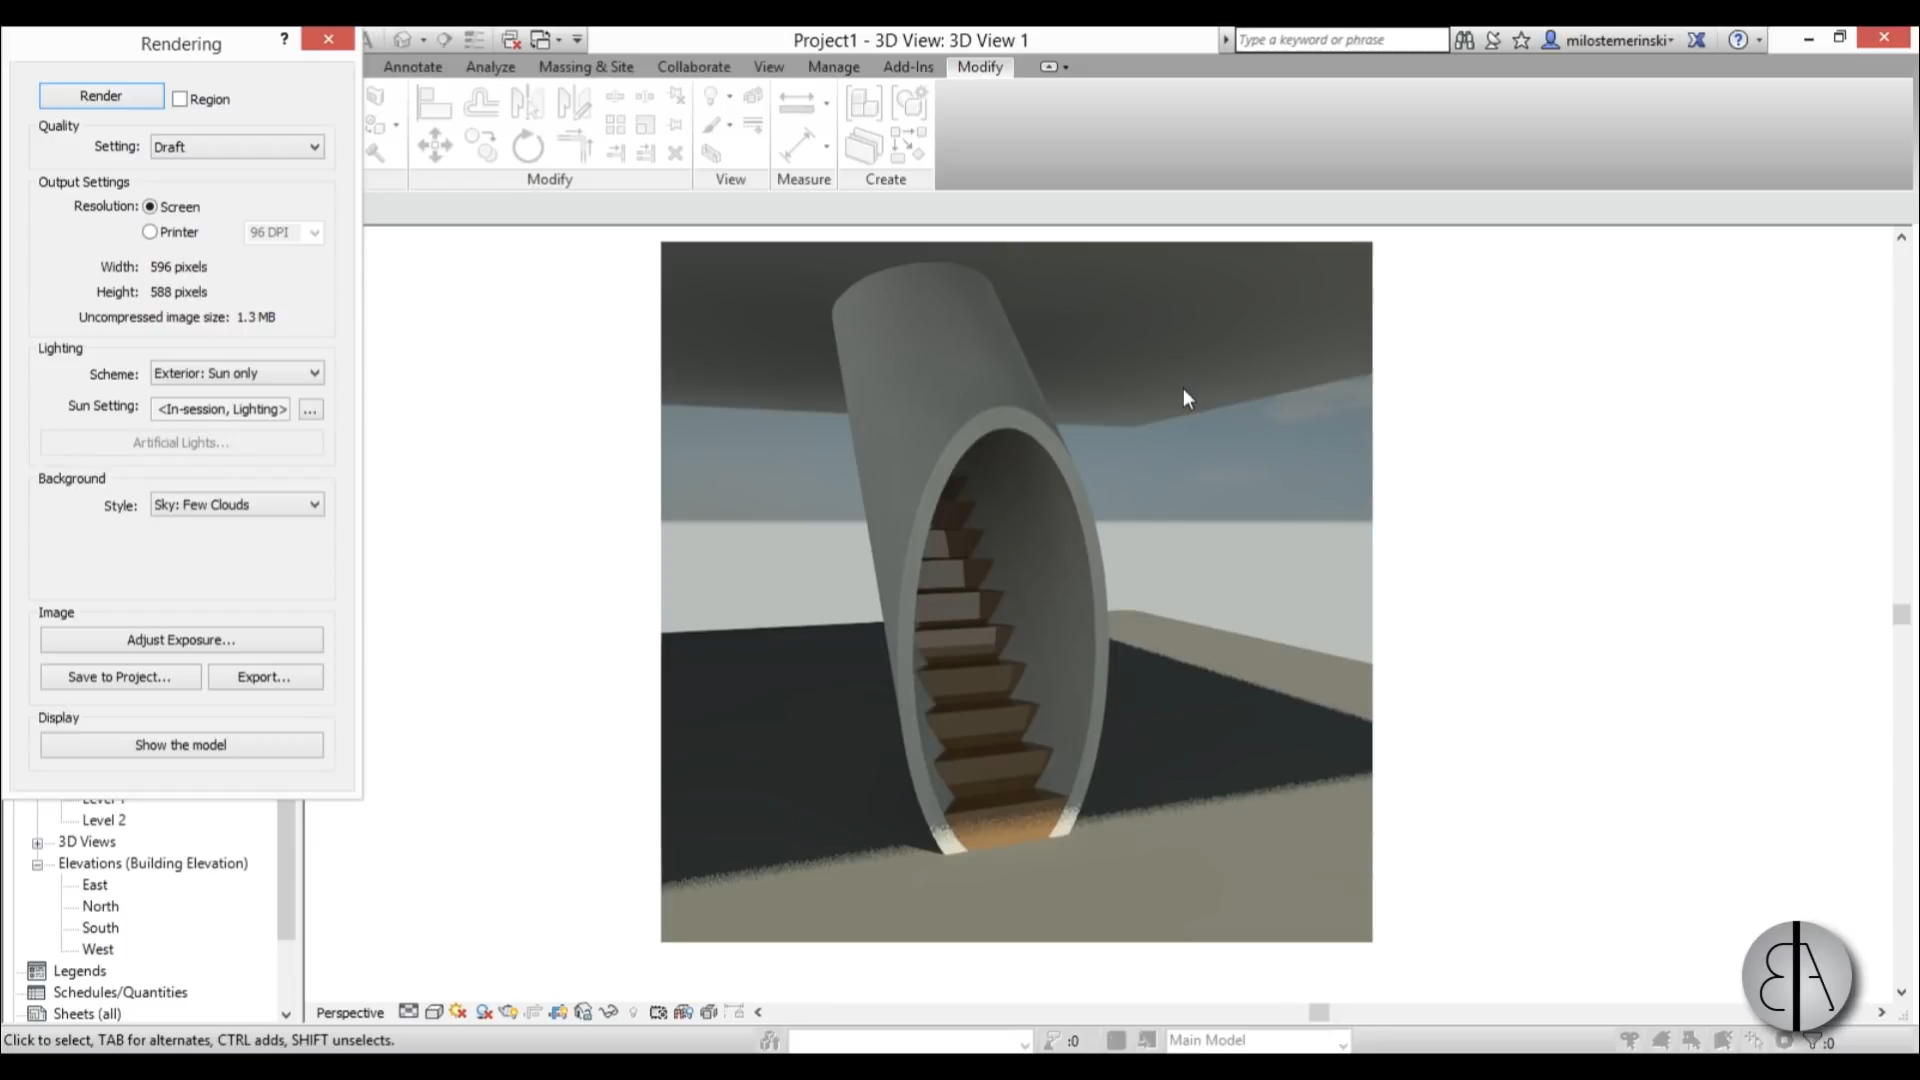 Rendering
?
Project1 - 3D View: 3D View 1
Type a keyword or phrase
milostemerinski
Annotate Analyze Massing & Site Collaborate View Manage Add-Ins Modify
Render
Region
Quality
Setting: Draft
Modify View Measure Create
Output Settings
Resolution: Screen
Printer 96 DPI
Width: 596 pixels
Height: 588 pixels
Uncompressed image size: 1.3 MB
Lighting
Scheme: Exterior: Sun only
Sun Setting: <In-session, Lighting> ...
Artificial Lights...
Background
Style: Sky: Few Clouds
Image
Adjust Exposure...
Save to Project... Export...
Display
Show the model
Level 2
3D Views
Elevations (Building Elevation)
East
North
South
West
Legends
Schedules/Quantities
Sheets (all)
Perspective
Click to select, TAB for alternates, CTRL adds, SHIFT unselects.
:0
Main Model
:0